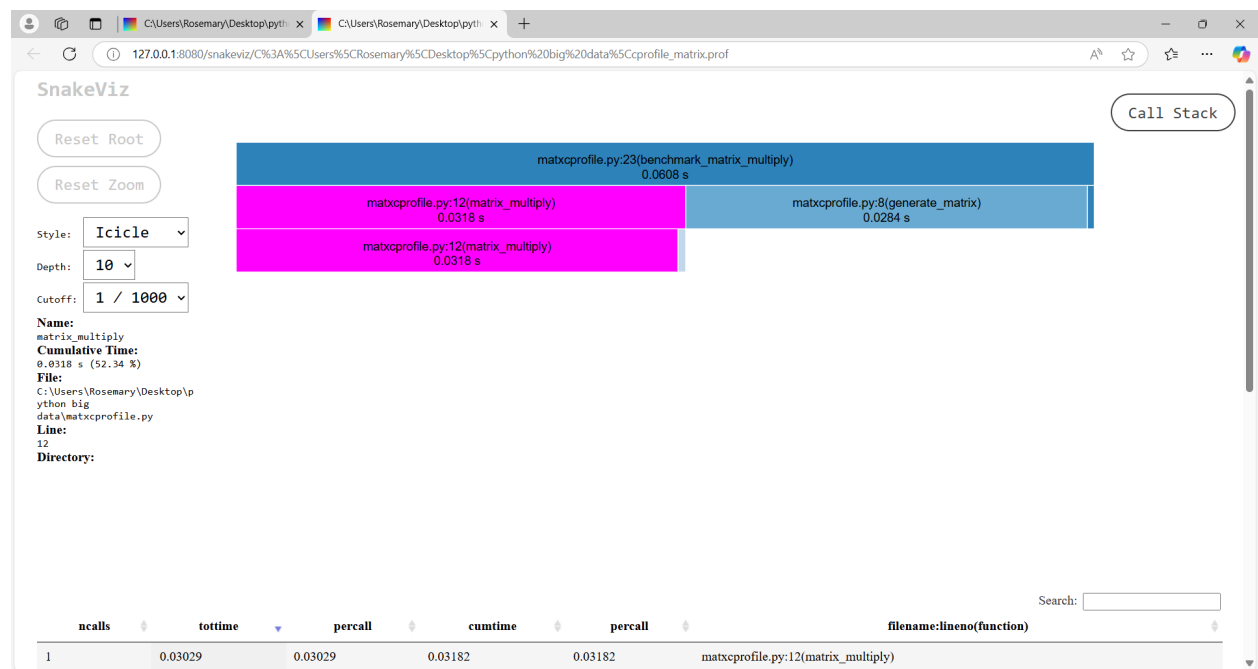 C:\Users\Rosemary\Desktop\pyth
C:\Users\Rosemary\Desktop\pyth
127.0.0.1:8080/snakeviz/C%3A%5CUsers%5CRosemary%5CDesktop%5Cpython%20big%20data%5Ccprofile_matrix.prof
SnakeViz
Call Stack
Reset Root
Reset Zoom
matxcprofile.py:23(benchmark_matrix_multiply)
0.0608 s
matxcprofile.py:12(matrix_multiply)
0.0318 s
matxcprofile.py:8(generate_matrix)
0.0284 s
matxcprofile.py:12(matrix_multiply)
0.0318 s
Style: Icicle
Depth: 10
Cutoff: 1 / 1000
Name:
matrix_multiply
Cumulative Time:
0.0318 s (52.34 %)
File:
C:\Users\Rosemary\Desktop\p
ython big
data\matxcprofile.py
Line:
12
Directory:
Search:
ncalls tottime percall cumtime percall filename:lineno(function)
1 0.03029 0.03029 0.03182 0.03182 matxcprofile.py:12(matrix_multiply)